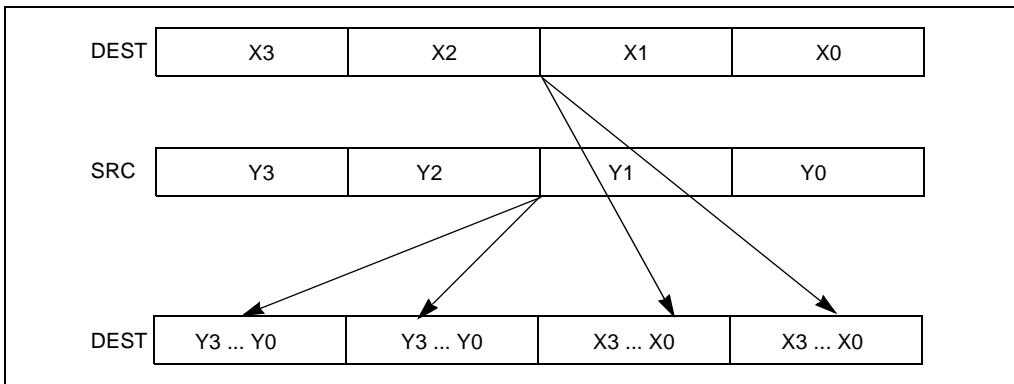 DEST X3 X2 X1 X0
SRC Y3 Y2 Y1 Y0
DEST Y3 ... Y0 Y3 ... Y0 X3 ... X0 X3 ... X0